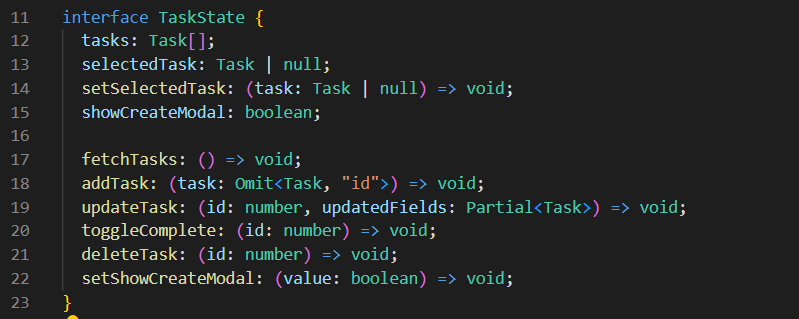 11 interface TaskState {
12 tasks: Task[];
13 selectedTask: Task | null;
14 setSelectedTask: (task: Task | null) => void;
15 showCreateModal: boolean;
16
17 fetchTasks: () => void;
18 addTask: (task: Omit<Task, "id">) => void;
19 updateTask: (id: number, updatedFields: Partial<Task>) => void;
20 toggleComplete: (id: number) => void;
21 deleteTask: (id: number) => void;
22 setShowCreateModal: (value: boolean) => void;
23 }